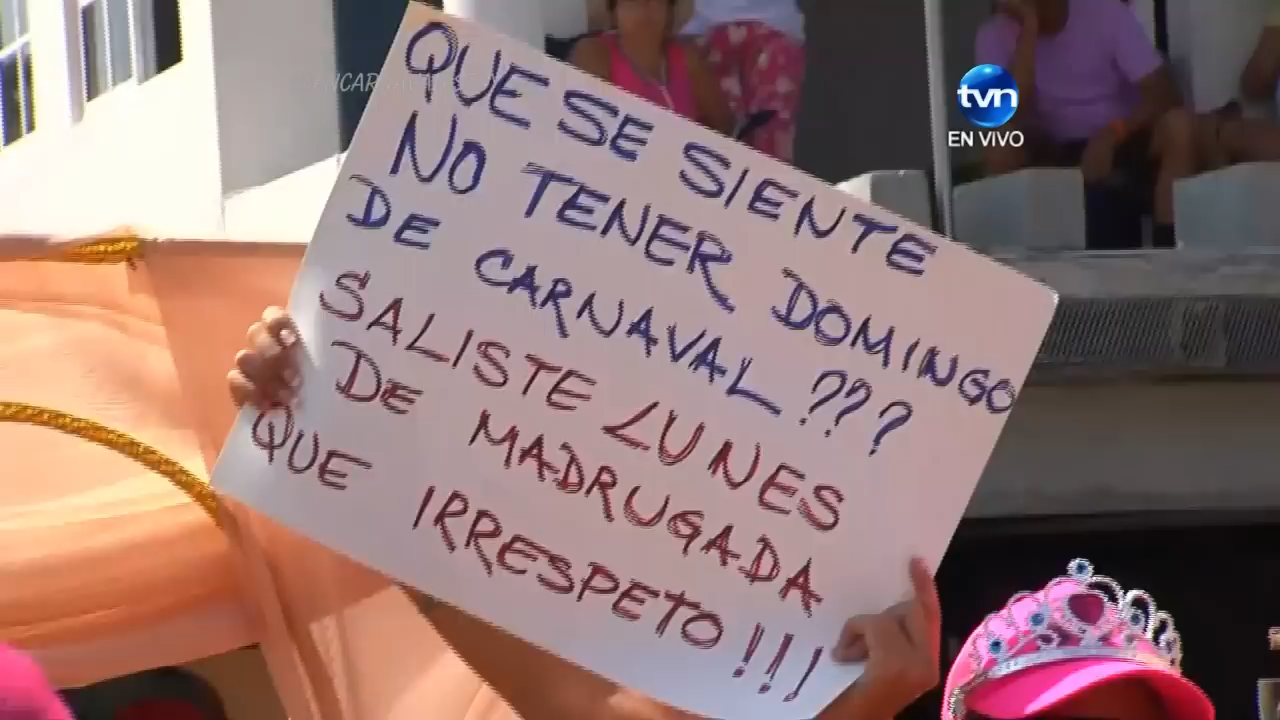 QUE SE SIENTE
NO TENER DOMINGO
DE CARNAVAL???
SALISTE LUNES
DE MADRUGADA
QUE IRRESPETO!!!
tvn
EN VIVO